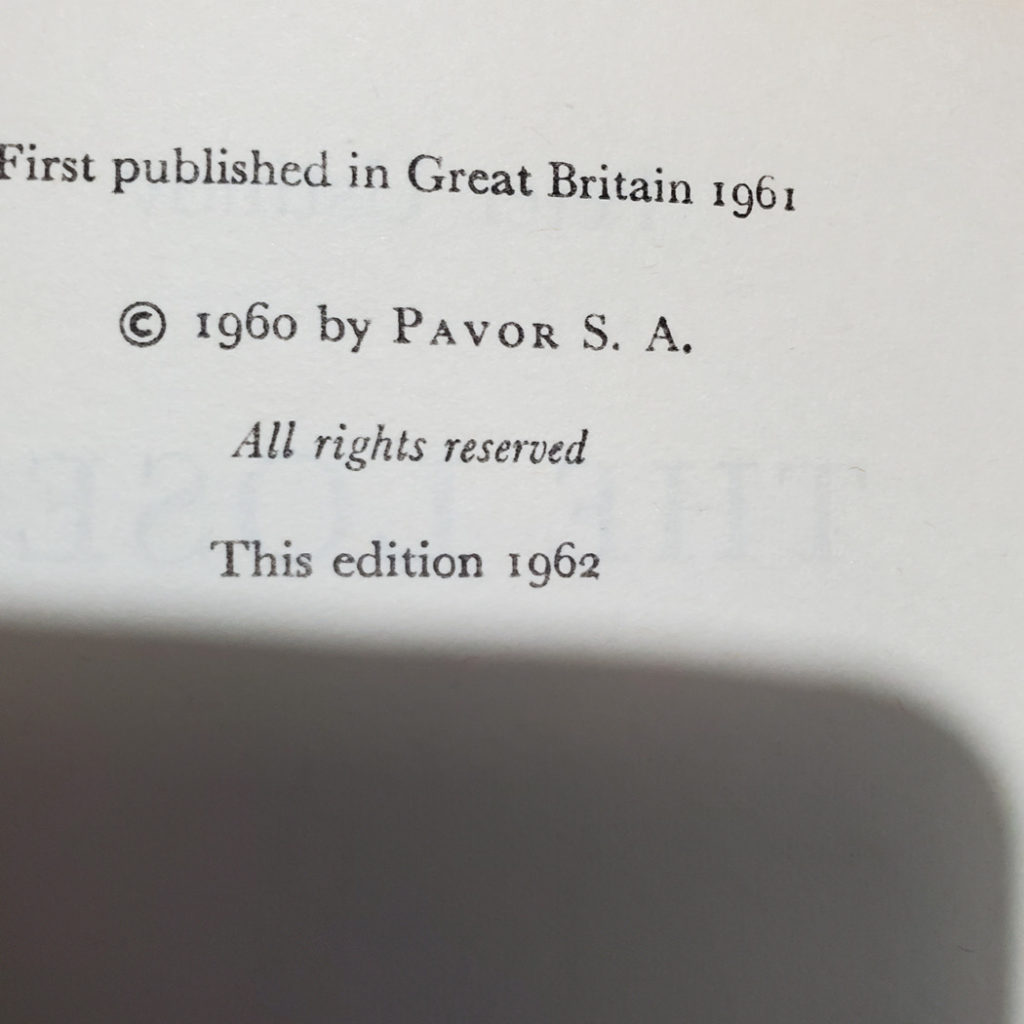 First published in Great Britain 1961
© 1960 by PAVOR S. A.
All rights reserved
This edition 1962